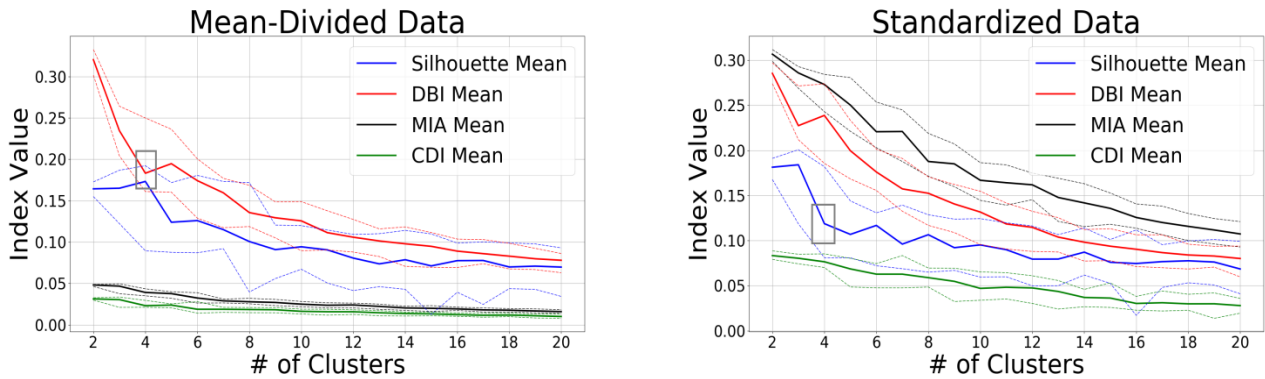 Mean-Divided Data
Index Value
0.30
0.25
0.20
0.15
0.10
0.05
0.00
Silhouette Mean
DBI Mean
MIA Mean
CDI Mean
2 4 6 8 10 12 14 16 18 20
# of Clusters
Standardized Data
Index Value
0.30
0.25
0.20
0.15
0.10
0.05
0.00
Silhouette Mean
DBI Mean
MIA Mean
CDI Mean
2 4 6 8 10 12 14 16 18 20
# of Clusters